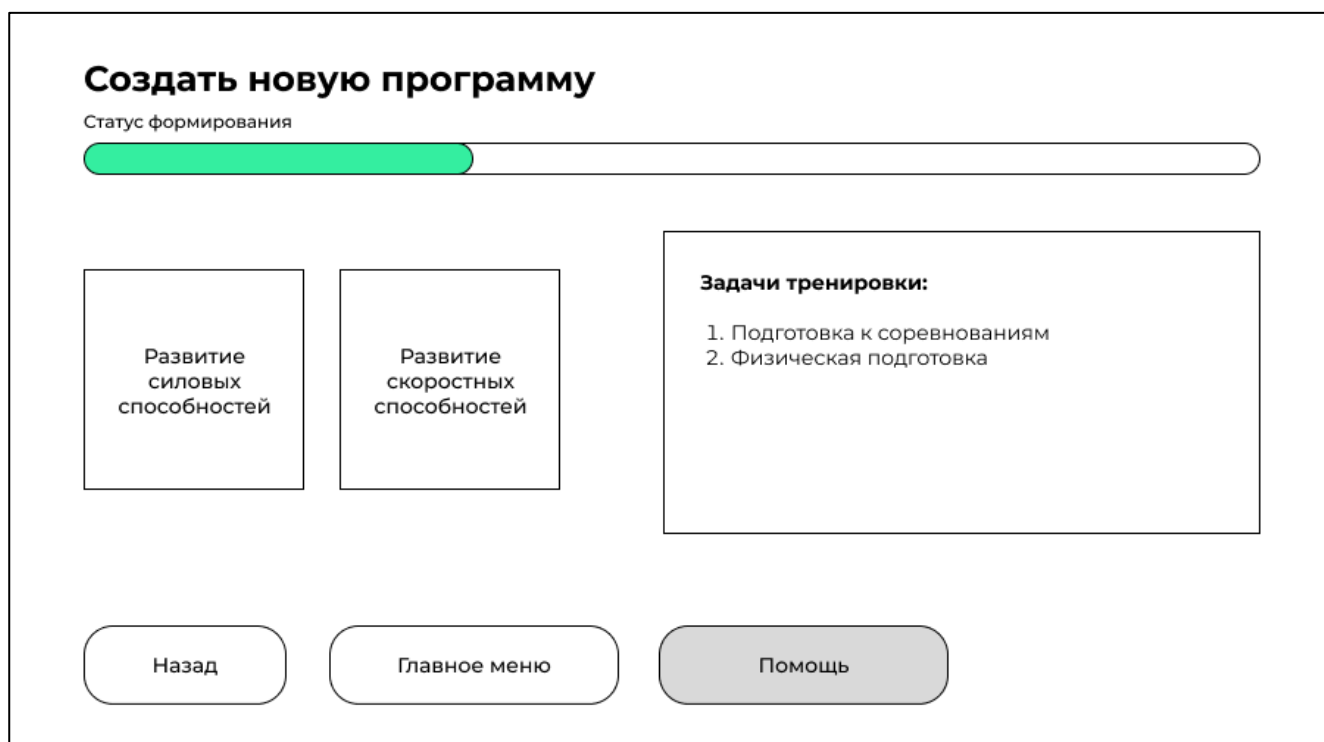 Создать новую программу
Статус формирования
Развитие
силовых
способностей
Развитие
скоростных
способностей
Задачи тренировки:
1. Подготовка к соревнованиям
2. Физическая подготовка
Назад
Главное меню
Помощь